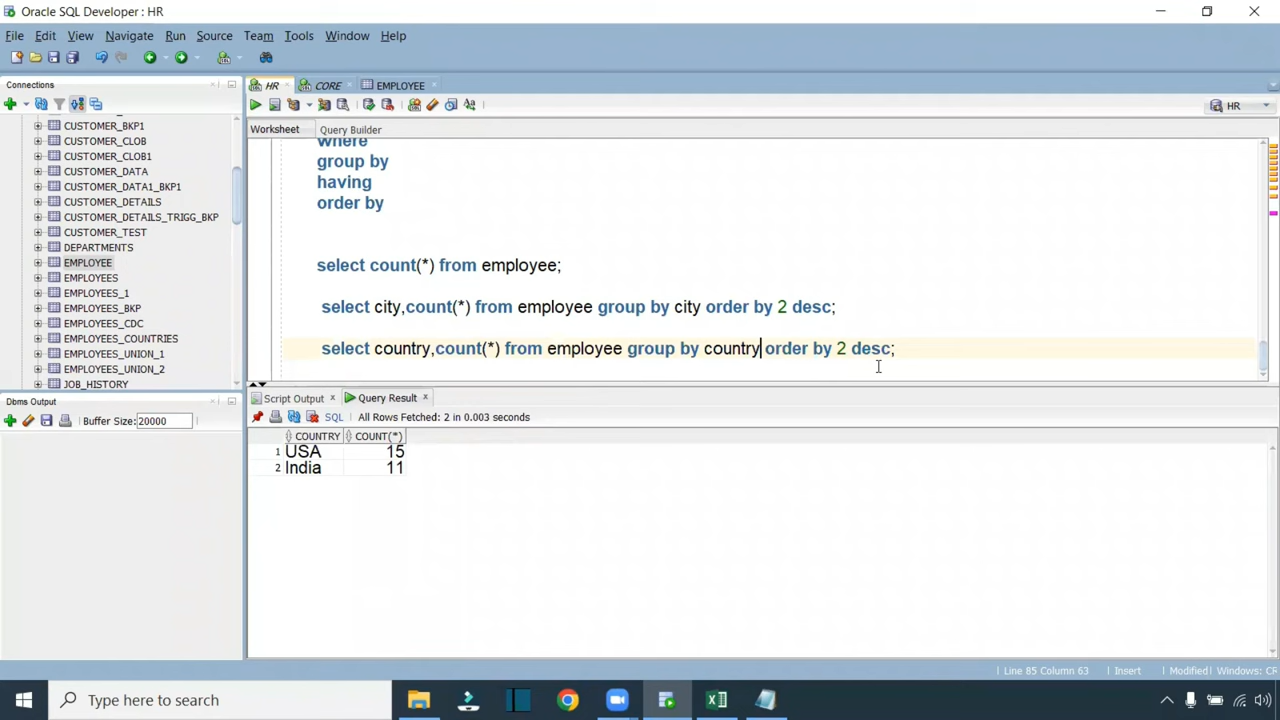 Oracle SQL Developer : HR
File Edit View Navigate Run Source Team Tools Window Help
Connections
CUSTOMER_BKP1
CUSTOMER_CLOB
CUSTOMER_CLOB1
CUSTOMER_DATA
CUSTOMER_DATA1_BKP1
CUSTOMER_DETAILS
CUSTOMER_DETAILS_TRIGG_BKP
CUSTOMER_TEST
DEPARTMENTS
EMPLOYEE
EMPLOYEES
EMPLOYEES_1
EMPLOYEES_BKP
EMPLOYEES_CDC
EMPLOYEES_COUNTRIES
EMPLOYEES_UNION_1
EMPLOYEES_UNION_2
JOB_HISTORY
Dbms Output
Buffer Size: 20000
HR CORE EMPLOYEE
HR
Worksheet Query Builder
where
group by
having
order by
select count(*) from employee;
select city,count(*) from employee group by city order by 2 desc;
select country,count(*) from employee group by country order by 2 desc;
Script Output Query Result
SQL All Rows Fetched: 2 in 0.003 seconds
COUNTRY COUNT(*)
1 USA 15
2 India 11
Line 85 Column 63 Insert Modified Windows: CR
Type here to search